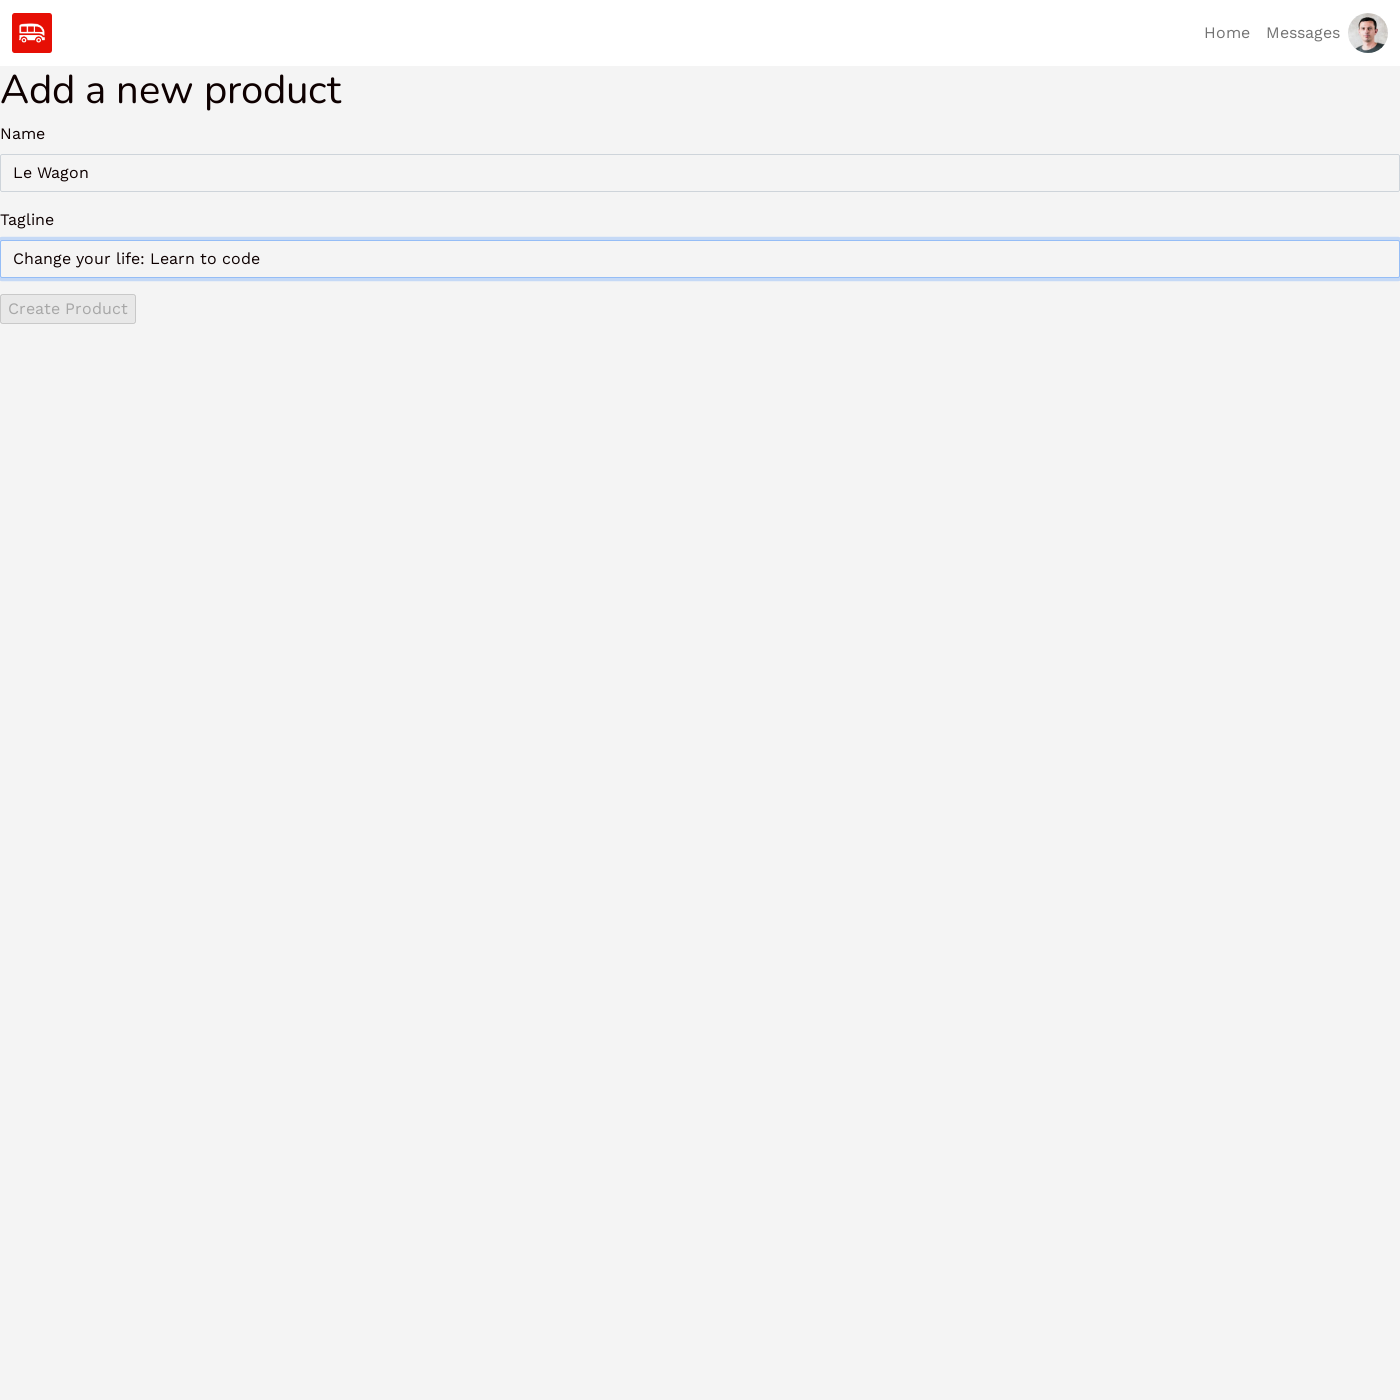 Home Messages
Add a new product
Name
Le Wagon
Tagline
Change your life: Learn to code
Create Product